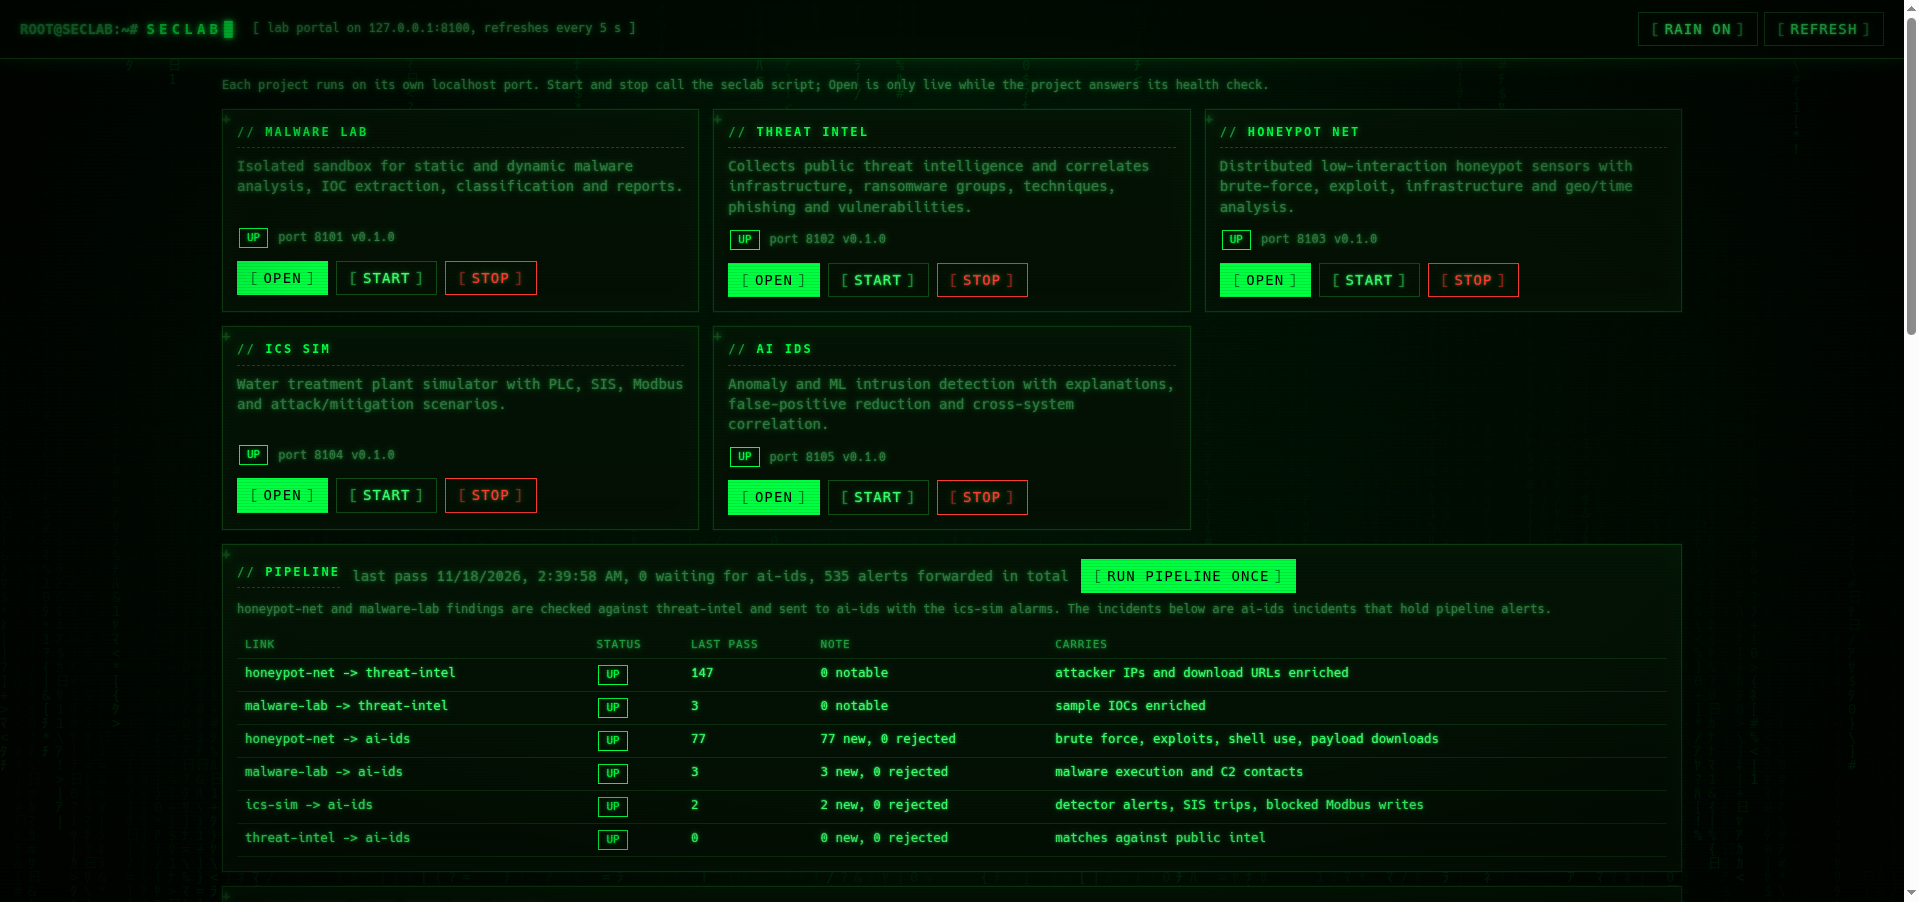 ROOT@SECLAB:~# SECLAB [ lab portal on 127.0.0.1:8100, refreshes every 5 s ] [ RAIN ON ] [ REFRESH ]
Each project runs on its own localhost port. Start and stop call the seclab script; Open is only live while the project answers its health check.
// MALWARE LAB
Isolated sandbox for static and dynamic malware
analysis, IOC extraction, classification and reports.
UP port 8101 v0.1.0
[ OPEN ] [ START ] [ STOP ]
// THREAT INTEL
Collects public threat intelligence and correlates
infrastructure, ransomware groups, techniques,
phishing and vulnerabilities.
UP port 8102 v0.1.0
[ OPEN ] [ START ] [ STOP ]
// HONEYPOT NET
Distributed low-interaction honeypot sensors with
brute-force, exploit, infrastructure and geo/time
analysis.
UP port 8103 v0.1.0
[ OPEN ] [ START ] [ STOP ]
// ICS SIM
Water treatment plant simulator with PLC, SIS, Modbus
and attack/mitigation scenarios.
UP port 8104 v0.1.0
[ OPEN ] [ START ] [ STOP ]
// AI IDS
Anomaly and ML intrusion detection with explanations,
false-positive reduction and cross-system
correlation.
UP port 8105 v0.1.0
[ OPEN ] [ START ] [ STOP ]
// PIPELINE last pass 11/18/2026, 2:39:58 AM, 0 waiting for ai-ids, 535 alerts forwarded in total [ RUN PIPELINE ONCE ]
honeypot-net and malware-lab findings are checked against threat-intel and sent to ai-ids with the ics-sim alarms. The incidents below are ai-ids incidents that hold pipeline alerts.
LINK STATUS LAST PASS NOTE CARRIES
honeypot-net -> threat-intel UP 147 0 notable attacker IPs and download URLs enriched
malware-lab -> threat-intel UP 3 0 notable sample IOCs enriched
honeypot-net -> ai-ids UP 77 77 new, 0 rejected brute force, exploits, shell use, payload downloads
malware-lab -> ai-ids UP 3 3 new, 0 rejected malware execution and C2 contacts
ics-sim -> ai-ids UP 2 2 new, 0 rejected detector alerts, SIS trips, blocked Modbus writes
threat-intel -> ai-ids UP 0 0 new, 0 rejected matches against public intel